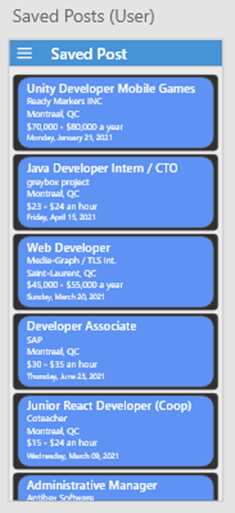 Saved Posts (User)
Saved Post
Unity Developer Mobile Games
Ready Markers INC
Montreal, QC
$70,000 - $80,000 a year
Monday, January 21, 2021
Java Developer Intern / CTO
greybox project
Montreal, QC
$23 - $24 an hour
Friday, April 15, 2021
Web Developer
Media-Graph / TLS Int.
Saint-Laurent, QC
$45,000 - $55,000 a year
Sunday, March 20, 2021
Developer Associate
SAP
Montreal, QC
$30 - $35 an hour
Thursday, June 23, 2021
Junior React Developer (Coop)
Coteacher
Montreal, QC
$15 - $24 an hour
Wednesday, March 09, 2021
Administrative Manager
Antibex Software